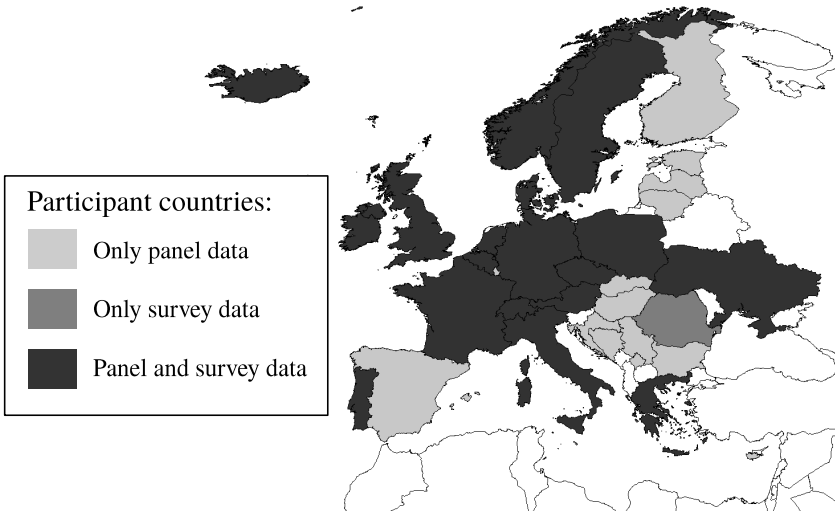 Participant countries:
Only panel data
Only survey data
Panel and survey data